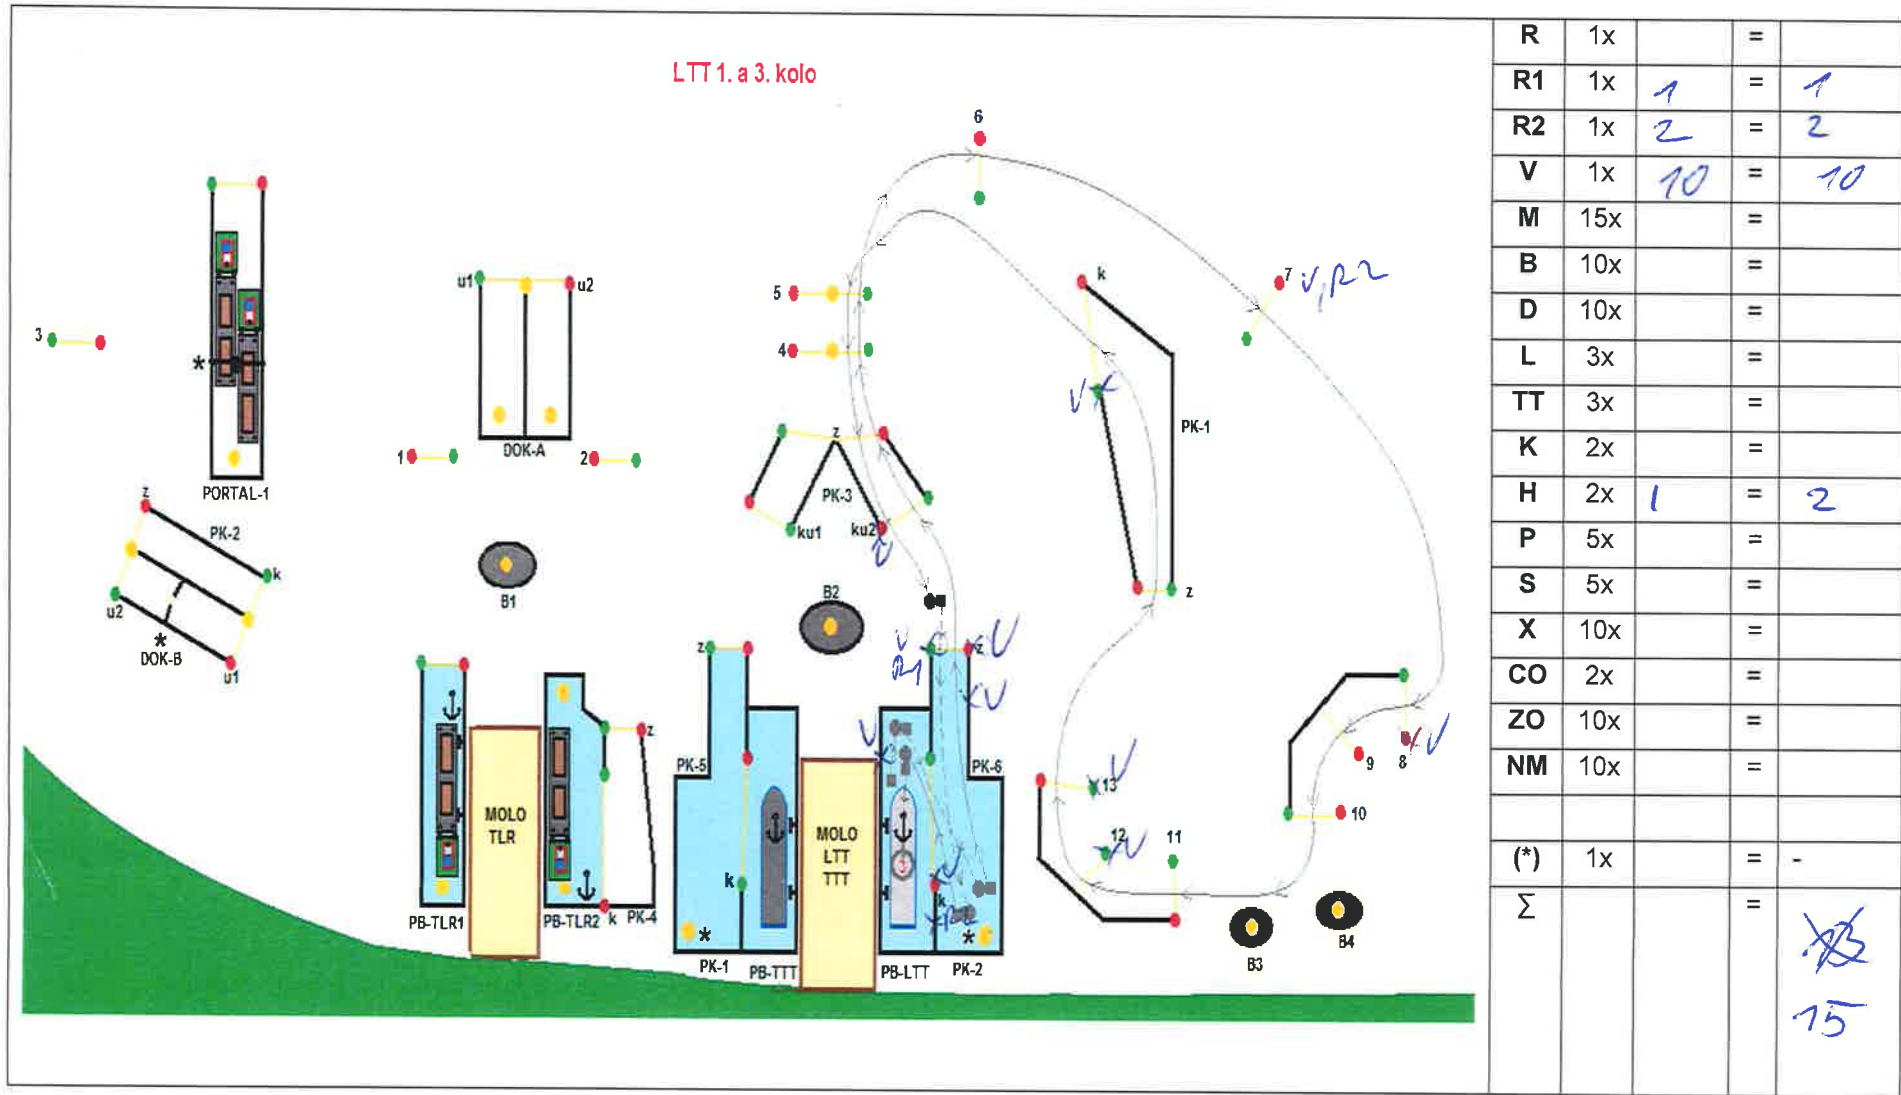 LTT 1. a 3. kolo
6
7 V, R2
k
u1
u2
5
4
3
*
V
PK-1
1
DOK-A
2
z
PORTAL-1
PK-3
ku1
ku2
z
PK-2
k
u2
*
DOK-B
u1
B1
B2
z
z
V
V
R1
V
z
V
PK-5
PK-6
9
8
V
13
V
10
12
V
11
MOLO
TLR
MOLO
LTT
TTT
k
V
k
R2
PB-TLR1
PB-TLR2
k
PK-4
*
*
PK-1
PB-TTT
PB-LTT
PK-2
B3
B4
R 1x =
R1 1x 1 = 1
R2 1x 2 = 2
V 1x 10 = 10
M 15x =
B 10x =
D 10x =
L 3x =
TT 3x =
K 2x =
H 2x 1 = 2
P 5x =
S 5x =
X 10x =
CO 2x =
ZO 10x =
NM 10x =
(*) 1x = -
Σ = 13
15